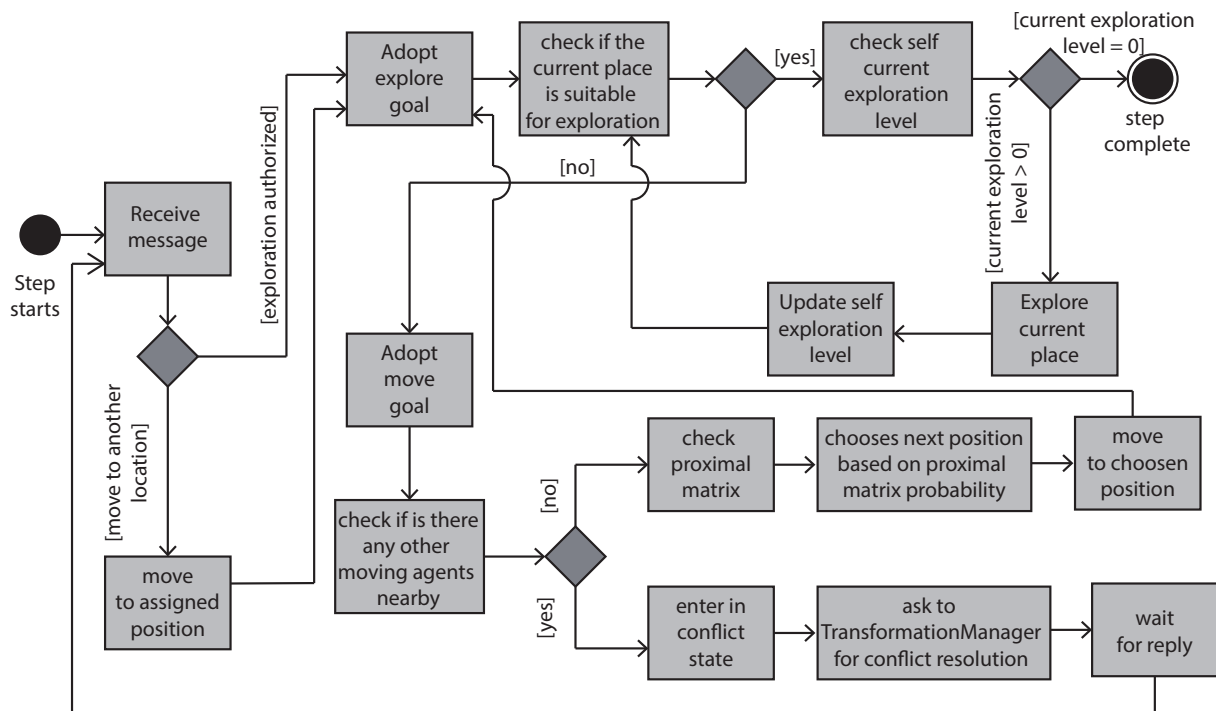 [current exploration
level = 0]
Adopt
explore
goal
check if the
current place
is suitable
for exploration
[yes]
check self
current
exploration
level
step
complete
[no]
[exploration authorized]
[current exploration
level > 0]
Receive
message
Step
starts
Update self
exploration
level
Explore
current
place
Adopt
move
goal
[move to another
location]
check
proximal
matrix
chooses next position
based on proximal
matrix probability
move
to choosen
position
[no]
check if is there
any other
moving agents
nearby
[yes]
move
to assigned
position
enter in
conflict
state
ask to
TransformationManager
for conflict resolution
wait
for reply